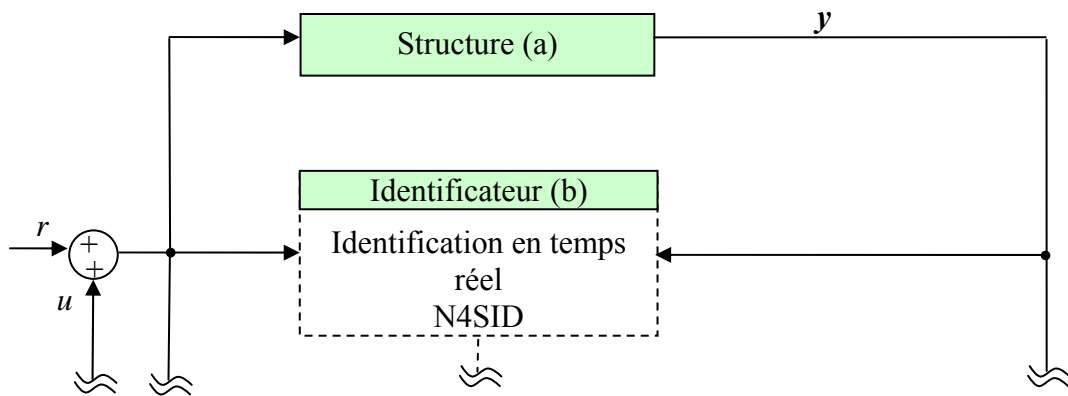 Structure (a)
y
Identificateur (b)
Identification en temps
réel
N4SID
r
+
+
u